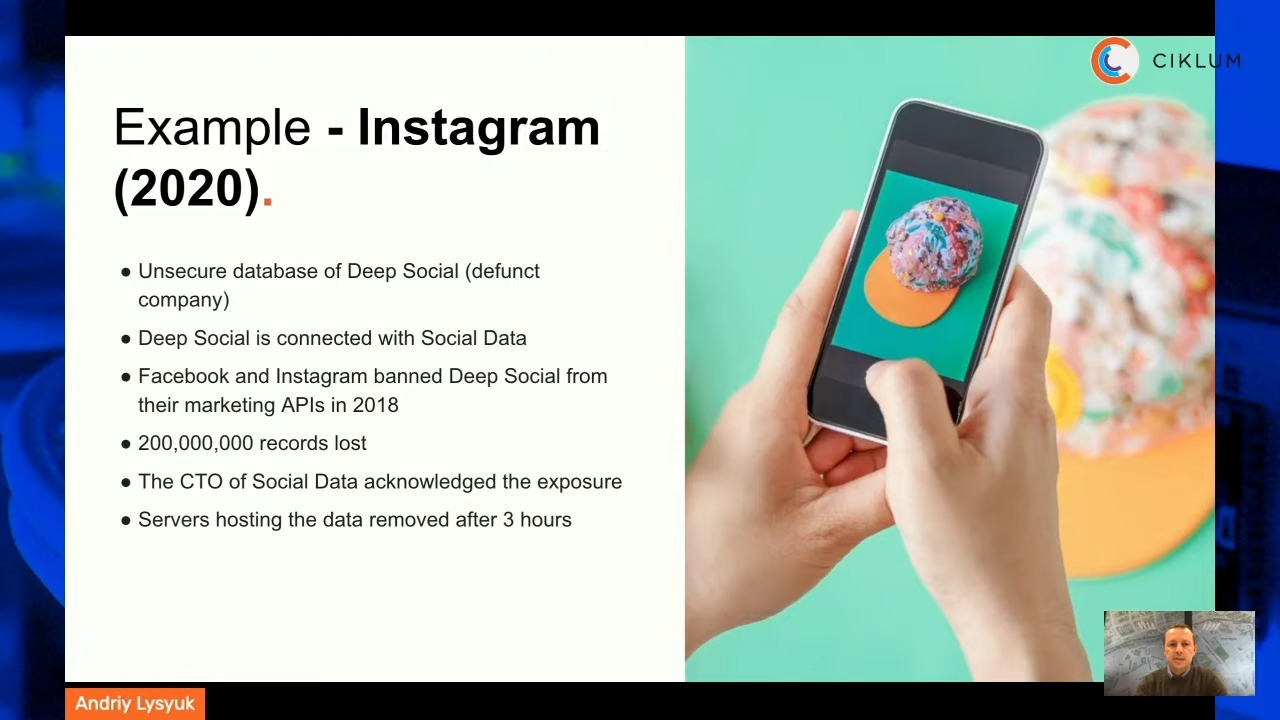 CIKLUM
Example - Instagram
(2020).
● Unsecure database of Deep Social (defunct
company)
● Deep Social is connected with Social Data
● Facebook and Instagram banned Deep Social from
their marketing APIs in 2018
● 200,000,000 records lost
● The CTO of Social Data acknowledged the exposure
● Servers hosting the data removed after 3 hours
Andriy Lysyuk